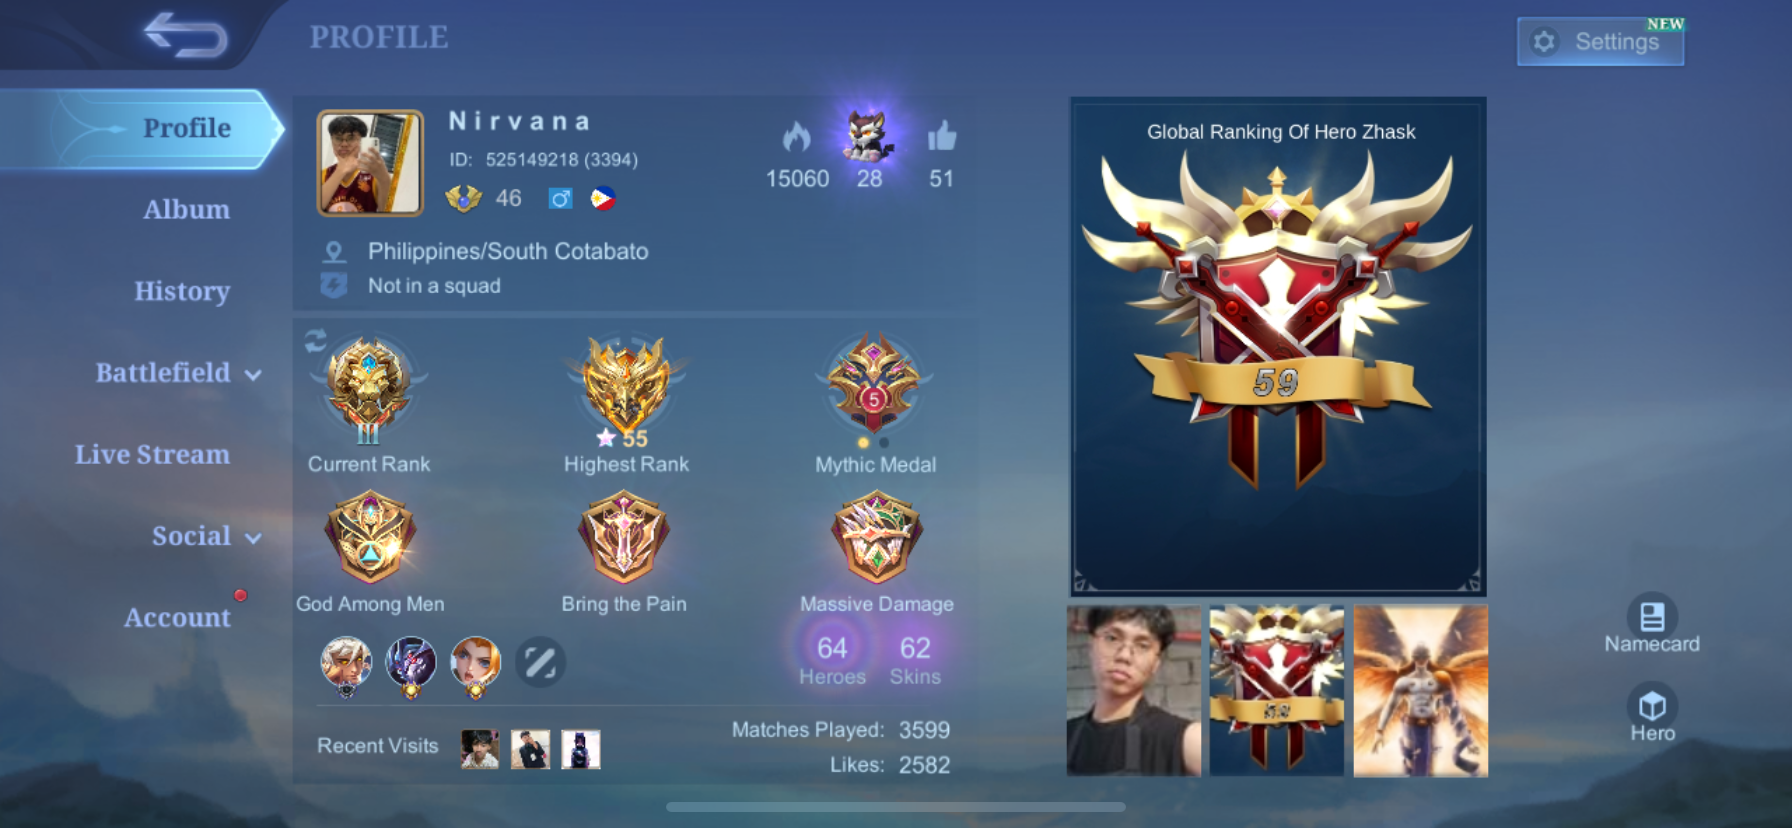 PROFILE
NEW
Settings
Profile
Album
History
Battlefield
Live Stream
Social
Account
Nirvana
ID: 525149218 (3394)
46
15060
28
51
Philippines/South Cotabato
Not in a squad
III
55
5
Current Rank
Highest Rank
Mythic Medal
God Among Men
Bring the Pain
Massive Damage
64
62
Heroes
Skins
Recent Visits
Matches Played: 3599
Likes: 2582
Global Ranking Of Hero Zhask
59
59
Namecard
Hero